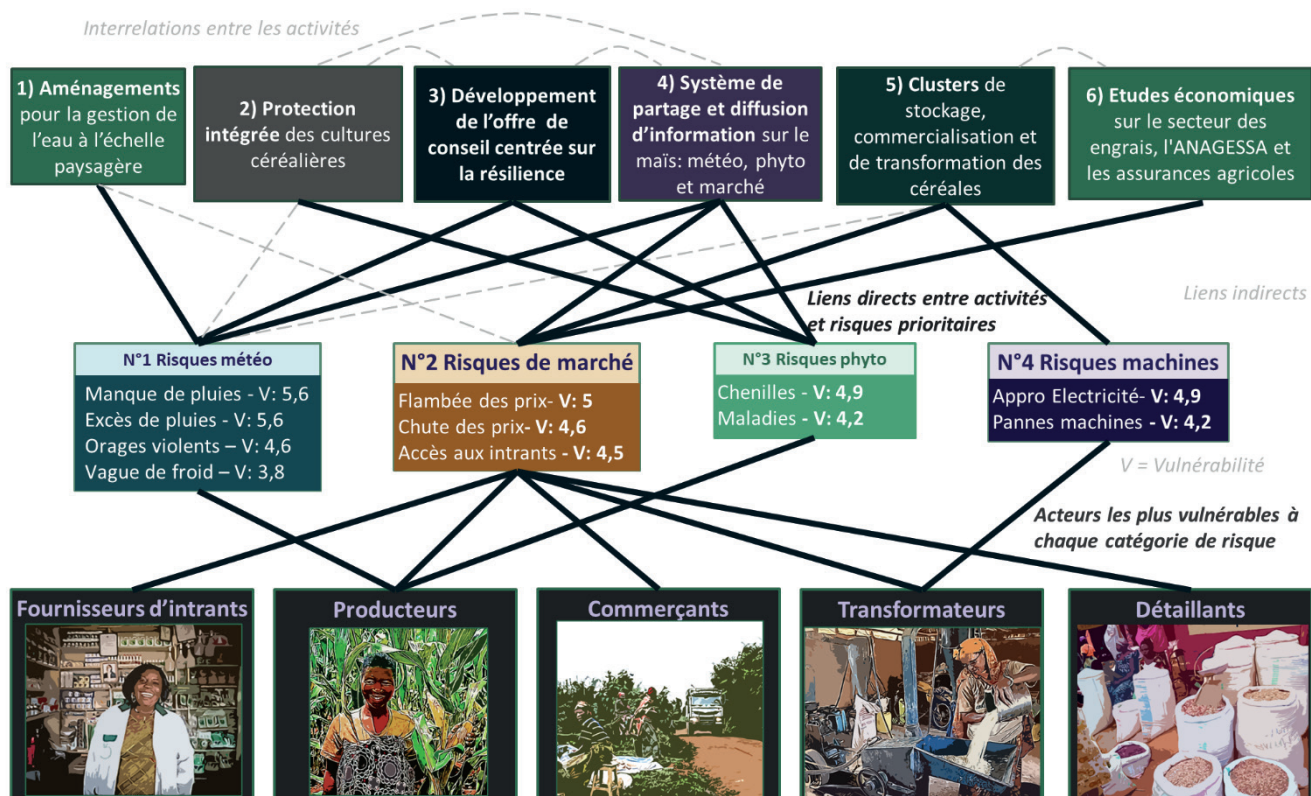 Interrelations entre les activités
1) Aménagements
pour la gestion de
l’eau à l’échelle
paysagère
2) Protection
intégrée des cultures
céréalières
3) Développement
de l’offre de
conseil centrée sur
la résilience
4) Système de
partage et diffusion
d’information sur le
maïs: météo, phyto
et marché
5) Clusters de
stockage,
commercialisation et
de transformation des
céréales
6) Etudes économiques
sur le secteur des
engrais, l'ANAGESSA et
les assurances agricoles
Liens directs entre activités
et risques prioritaires
Liens indirects
N°1 Risques météo
Manque de pluies - V: 5,6
Excès de pluies - V: 5,6
Orages violents – V: 4,6
Vague de froid – V: 3,8
N°2 Risques de marché
Flambée des prix- V: 5
Chute des prix- V: 4,6
Accès aux intrants - V: 4,5
N°3 Risques phyto
Chenilles - V: 4,9
Maladies - V: 4,2
N°4 Risques machines
Appro Electricité- V: 4,9
Pannes machines - V: 4,2
V = Vulnérabilité
Acteurs les plus vulnérables à
chaque catégorie de risque
Fournisseurs d’intrants
Producteurs
Commerçants
Transformateurs
Détaillants